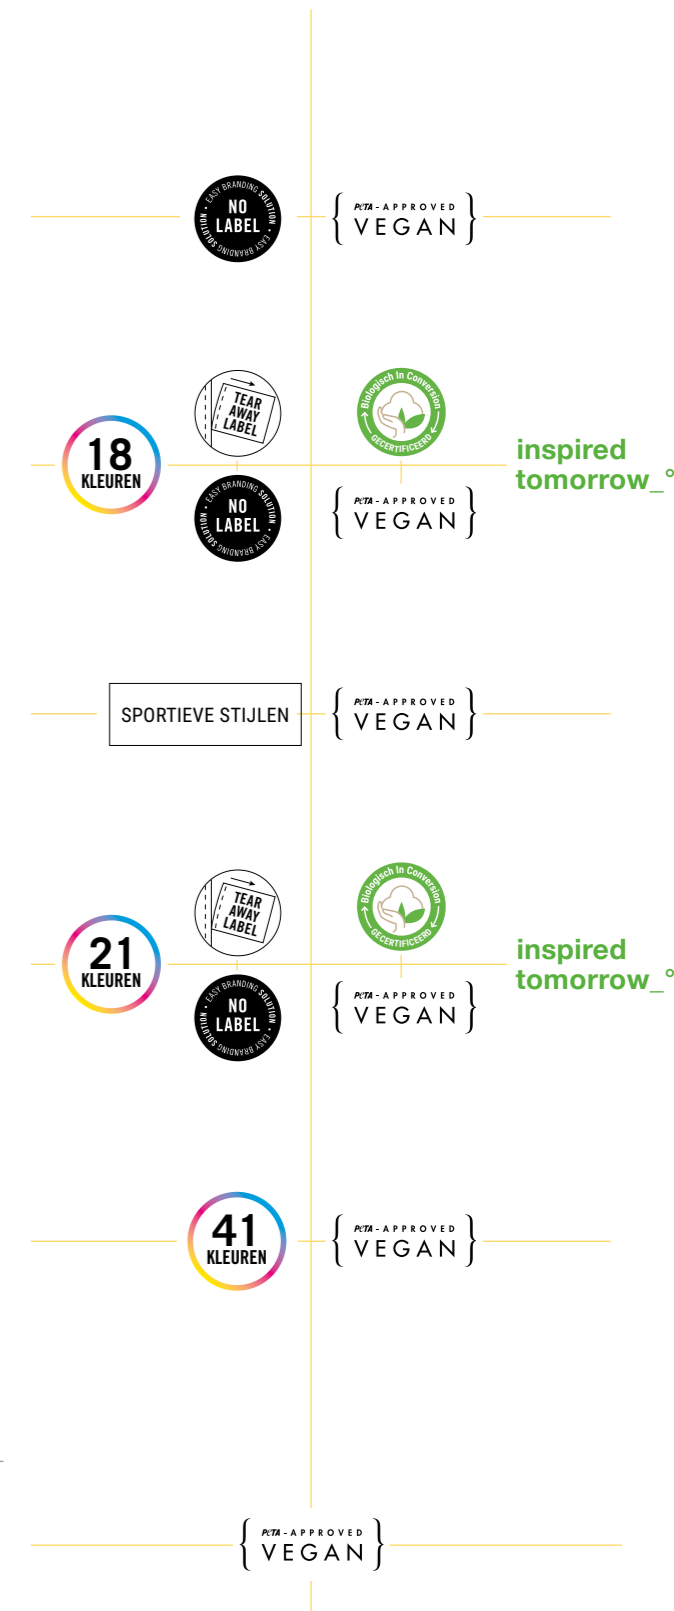 • EASY BRANDING SOLUTION • EASY BRANDING SOLUTION
NO
LABEL
PETA-APPROVED
VEGAN
TEAR
AWAY
LABEL
Biologisch In Conversion
GECERTIFICEERD
18
KLEUREN
inspired
tomorrow_°
• EASY BRANDING SOLUTION • EASY BRANDING SOLUTION
NO
LABEL
PETA-APPROVED
VEGAN
SPORTIEVE STIJLEN
PETA-APPROVED
VEGAN
TEAR
AWAY
LABEL
Biologisch In Conversion
GECERTIFICEERD
21
KLEUREN
inspired
tomorrow_°
• EASY BRANDING SOLUTION • EASY BRANDING SOLUTION
NO
LABEL
PETA-APPROVED
VEGAN
41
KLEUREN
PETA-APPROVED
VEGAN
PETA-APPROVED
VEGAN